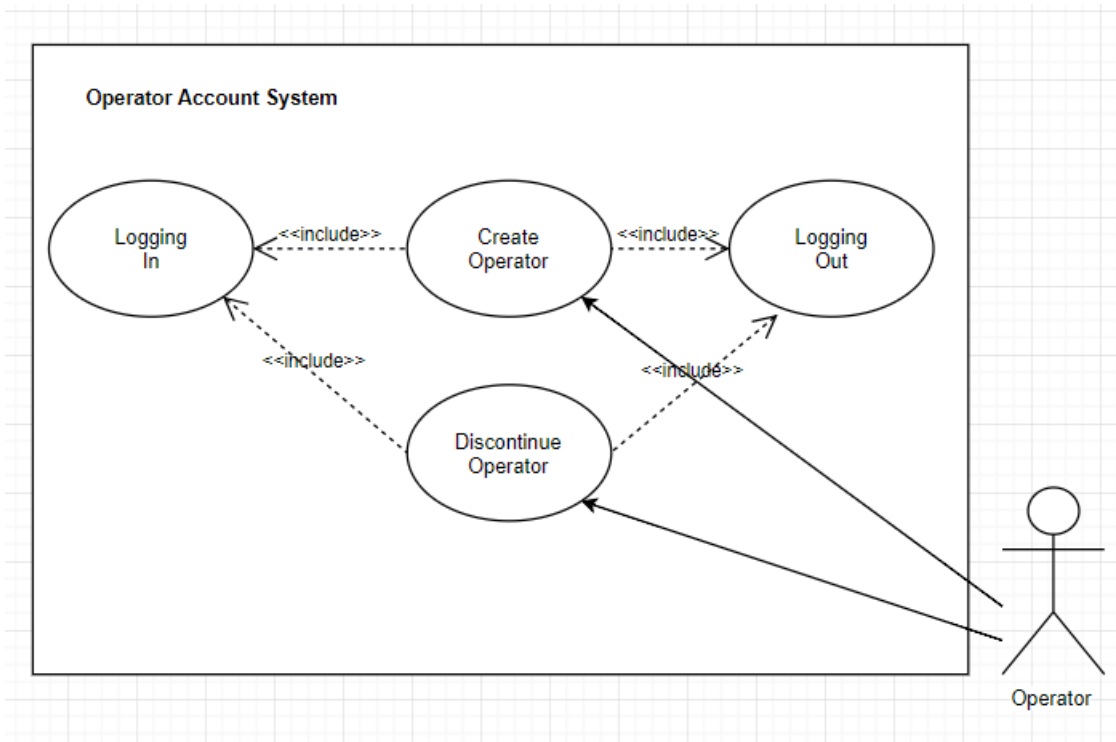 Operator Account System
Logging
In
<<include>>
Create
Operator
<<include>>
Logging
Out
<<include>>
<<include>>
Discontinue
Operator
Operator